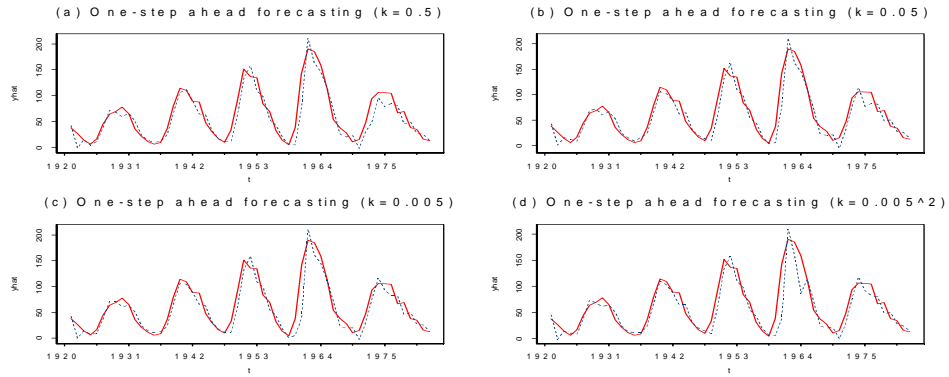 (a) One-step ahead forecasting (k=0.5)
yhat
200
150
100
50
0
1920 1931 1942 1953 1964 1975
t
(b) One-step ahead forecasting (k=0.05)
yhat
200
150
100
50
0
1920 1931 1942 1953 1964 1975
t
(c) One-step ahead forecasting (k=0.005)
yhat
200
150
100
50
0
1920 1931 1942 1953 1964 1975
t
(d) One-step ahead forecasting (k=0.005^2)
yhat
200
150
100
50
0
1920 1931 1942 1953 1964 1975
t